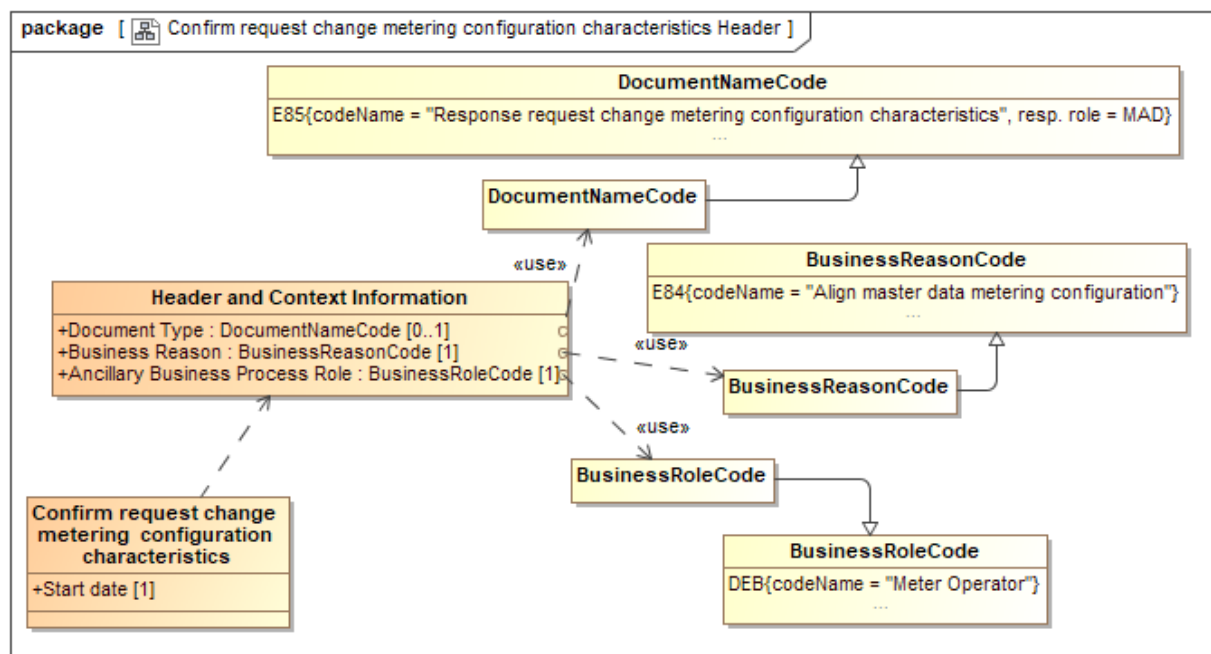 package [ Confirm request change metering configuration characteristics Header ]
DocumentNameCode
E85{codeName = "Response request change metering configuration characteristics", resp. role = MAD}
...
DocumentNameCode
«use»
BusinessReasonCode
E84{codeName = "Align master data metering configuration"}
...
Header and Context Information
+Document Type : DocumentNameCode [0..1]
+Business Reason : BusinessReasonCode [1]
+Ancillary Business Process Role : BusinessRoleCode [1]
«use»
BusinessReasonCode
«use»
BusinessRoleCode
Confirm request change
metering configuration
characteristics
+Start date [1]
BusinessRoleCode
DEB{codeName = "Meter Operator"}
...